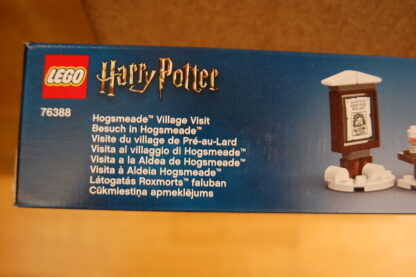 LEGO
Harry Potter
76388
Hogsmeade™ Village Visit
Besuch in Hogsmeade™
Visite du village de Pré-au-Lard
Visita al villaggio di Hogsmeade™
Visita a la Aldea de Hogsmeade™
Visita à Aldeia Hogsmeade™
Látogatás Roxmorts™ faluban
Cūkmiestiņa apmeklējums